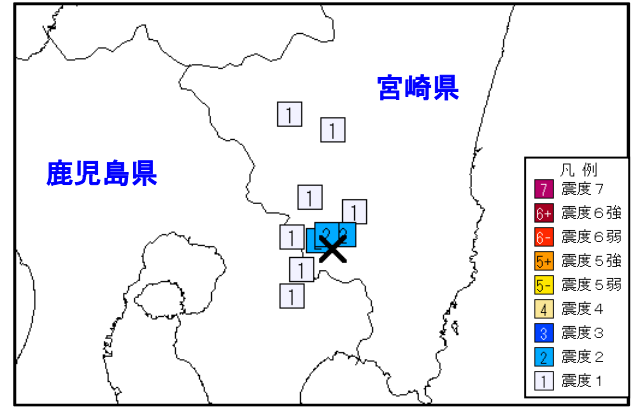 宮崎県
鹿児島県
1
1
1
1
1
2
2
1
1
凡 例
7 震度7
6+ 震度6強
6- 震度6弱
5+ 震度5強
5- 震度5弱
4 震度4
3 震度3
2 震度2
1 震度1